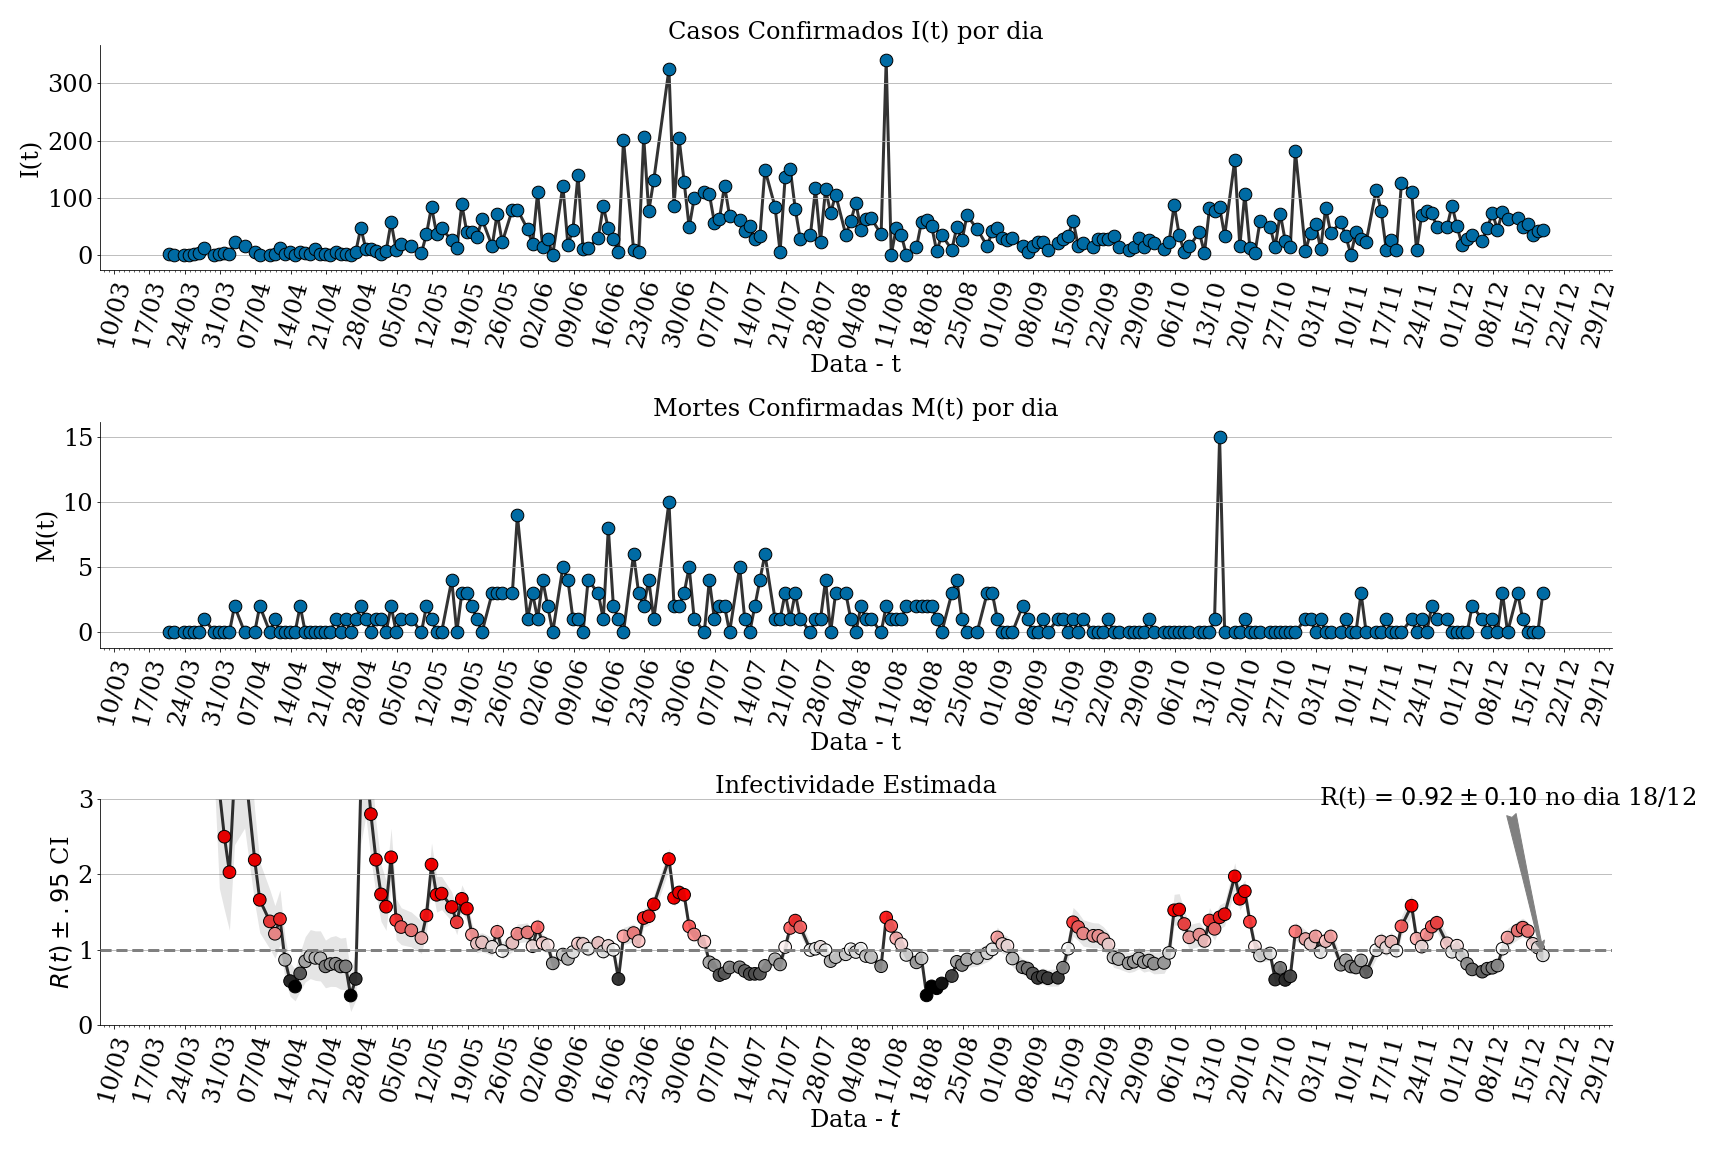 Casos Confirmados I(t) por dia
300
200
100
0
I(t)
10/03 17/03 24/03 31/03 07/04 14/04 21/04 28/04 05/05 12/05 19/05 26/05 02/06 09/06 16/06 23/06 30/06 07/07 14/07 21/07 28/07 04/08 11/08 18/08 25/08 01/09 08/09 15/09 22/09 29/09 06/10 13/10 20/10 27/10 03/11 10/11 17/11 24/11 01/12 08/12 15/12 22/12 29/12
Data - t
Mortes Confirmadas M(t) por dia
15
10
5
0
M(t)
10/03 17/03 24/03 31/03 07/04 14/04 21/04 28/04 05/05 12/05 19/05 26/05 02/06 09/06 16/06 23/06 30/06 07/07 14/07 21/07 28/07 04/08 11/08 18/08 25/08 01/09 08/09 15/09 22/09 29/09 06/10 13/10 20/10 27/10 03/11 10/11 17/11 24/11 01/12 08/12 15/12 22/12 29/12
Data - t
Infectividade Estimada
R(t) = 0.92 ± 0.10 no dia 18/12
3
2
1
0
R(t) ± .95 CI
10/03 17/03 24/03 31/03 07/04 14/04 21/04 28/04 05/05 12/05 19/05 26/05 02/06 09/06 16/06 23/06 30/06 07/07 14/07 21/07 28/07 04/08 11/08 18/08 25/08 01/09 08/09 15/09 22/09 29/09 06/10 13/10 20/10 27/10 03/11 10/11 17/11 24/11 01/12 08/12 15/12 22/12 29/12
Data - t